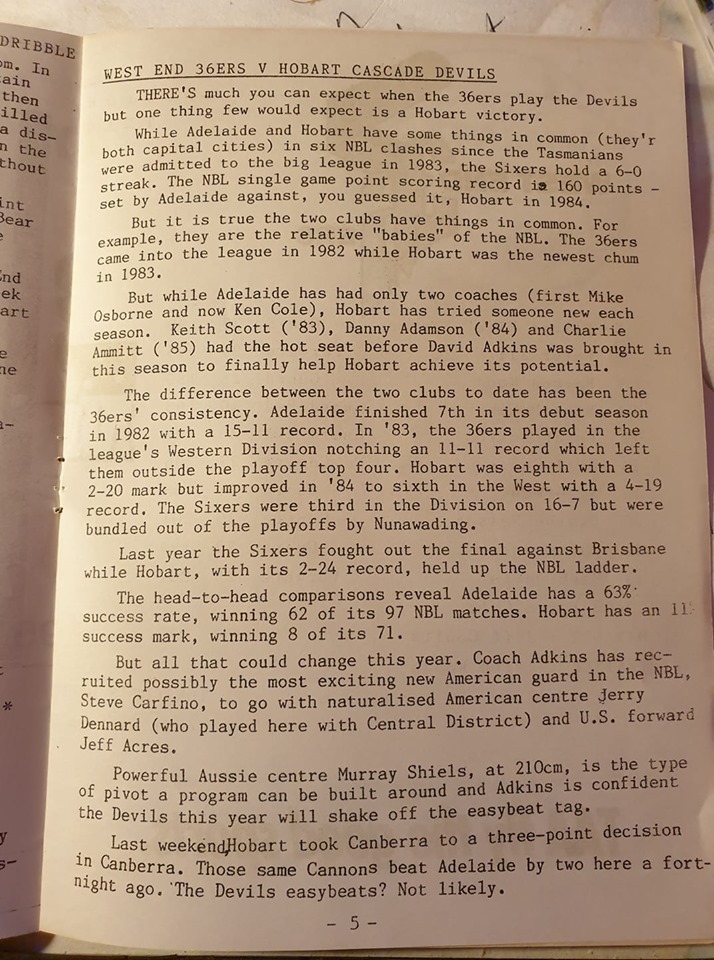 DRIBBLE
om. In
ain
then
illed
a dis-
n the
thout
int
Bear
e
End
ek
art
e
ne
a-
t
*
y
s-
WEST END 36ERS V HOBART CASCADE DEVILS
THERE'S much you can expect when the 36ers play the Devils
but one thing few would expect is a Hobart victory.
While Adelaide and Hobart have some things in common (they'r
both capital cities) in six NBL clashes since the Tasmanians
were admitted to the big league in 1983, the Sixers hold a 6-0
streak. The NBL single game point scoring record is 160 points -
set by Adelaide against, you guessed it, Hobart in 1984.
But it is true the two clubs have things in common. For
example, they are the relative "babies" of the NBL. The 36ers
came into the league in 1982 while Hobart was the newest chum
in 1983.
But while Adelaide has had only two coaches (first Mike
Osborne and now Ken Cole), Hobart has tried someone new each
season. Keith Scott ('83), Danny Adamson ('84) and Charlie
Ammitt ('85) had the hot seat before David Adkins was brought in
this season to finally help Hobart achieve its potential.
The difference between the two clubs to date has been the
36ers' consistency. Adelaide finished 7th in its debut season
in 1982 with a 15-11 record. In '83, the 36ers played in the
league's Western Division notching an 11-11 record which left
them outside the playoff top four. Hobart was eighth with a
2-20 mark but improved in '84 to sixth in the West with a 4-19
record. The Sixers were third in the Division on 16-7 but were
bundled out of the playoffs by Nunawading.
Last year the Sixers fought out the final against Brisbane
while Hobart, with its 2-24 record, held up the NBL ladder.
The head-to-head comparisons reveal Adelaide has a 63%
success rate, winning 62 of its 97 NBL matches. Hobart has an 11%
success mark, winning 8 of its 71.
But all that could change this year. Coach Adkins has rec-
ruited possibly the most exciting new American guard in the NBL,
Steve Carfino, to go with naturalised American centre Jerry
Dennard (who played here with Central District) and U.S. forward
Jeff Acres.
Powerful Aussie centre Murray Shiels, at 210cm, is the type
of pivot a program can be built around and Adkins is confident
the Devils this year will shake off the easybeat tag.
Last weekend,Hobart took Canberra to a three-point decision
in Canberra. Those same Cannons beat Adelaide by two here a fort-
night ago. The Devils easybeats? Not likely.
- 5 -